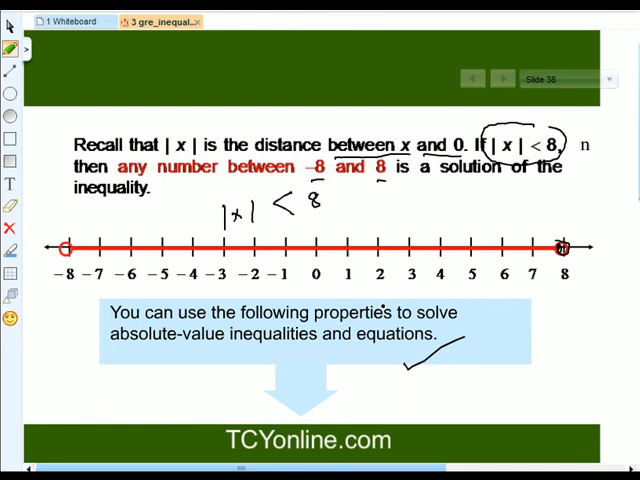 1 Whiteboard
3 gre_inequal...
Slide 38
Recall that | x | is the distance between x and 0. If | x | < 8, n
then any number between –8 and 8 is a solution of the
inequality.
|x| < 8
–8 –7 –6 –5 –4 –3 –2 –1 0 1 2 3 4 5 6 7 8
You can use the following properties to solve
absolute-value inequalities and equations.
TCYonline.com